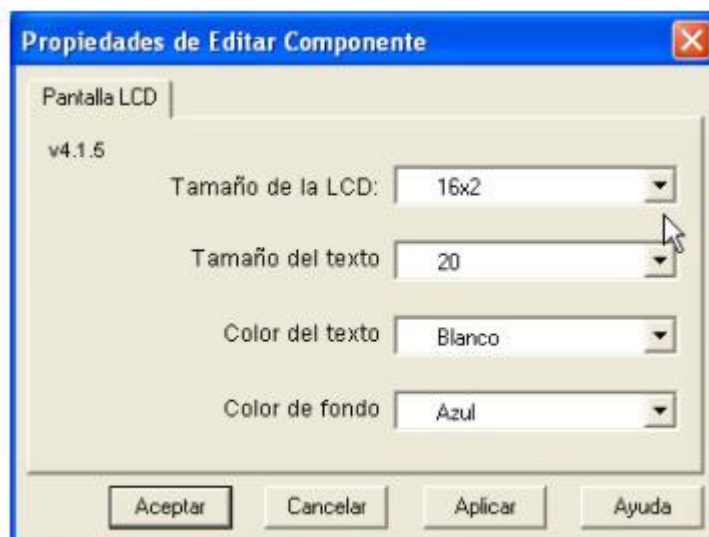 Propiedades de Editar Componente
Pantalla LCD
v4.1.5
Tamaño de la LCD: 16x2
Tamaño del texto 20
Color del texto Blanco
Color de fondo Azul
Aceptar Cancelar Aplicar Ayuda